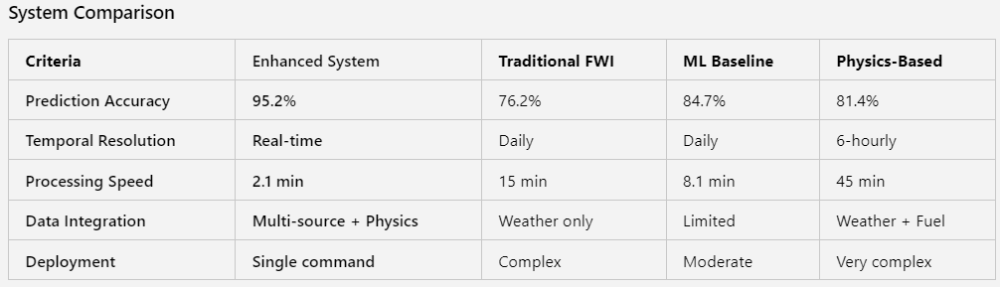 System Comparison
Criteria Enhanced System Traditional FWI ML Baseline Physics-Based
Prediction Accuracy 95.2% 76.2% 84.7% 81.4%
Temporal Resolution Real-time Daily Daily 6-hourly
Processing Speed 2.1 min 15 min 8.1 min 45 min
Data Integration Multi-source + Physics Weather only Limited Weather + Fuel
Deployment Single command Complex Moderate Very complex